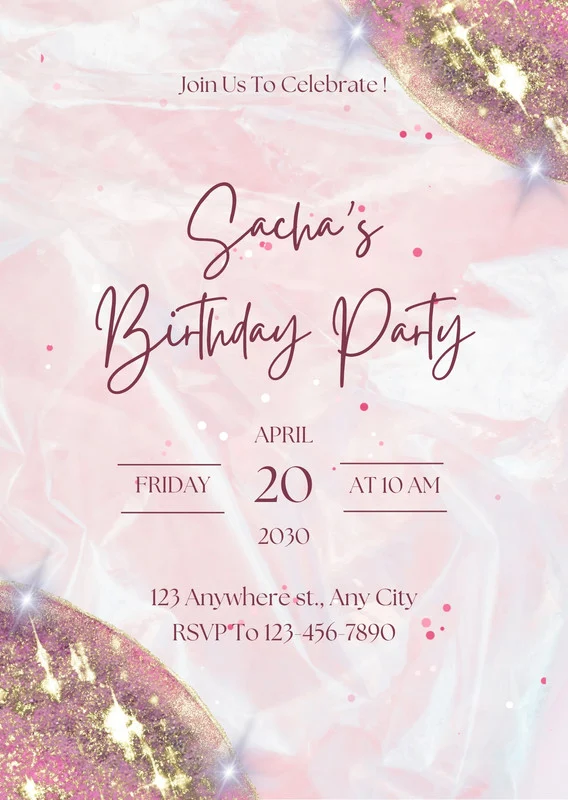 Join Us To Celebrate !
Sacha's
Birthday Party
APRIL
FRIDAY 20 AT 10 AM
2030
123 Anywhere st., Any City
RSVP To 123-456-7890